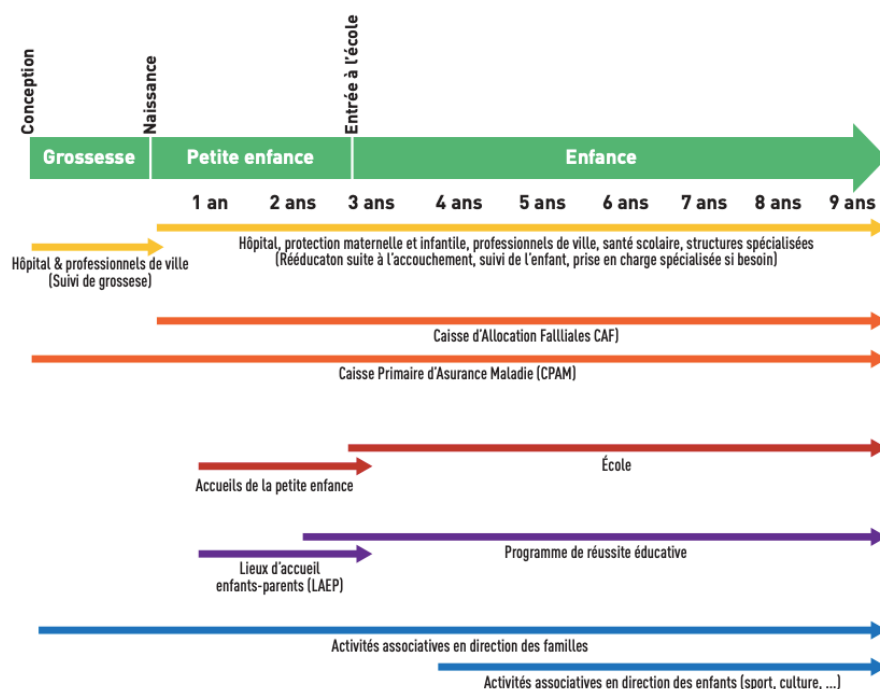 Conception
Naissance
Entrée à l'école
Grossesse
Petite enfance
Enfance
1 an
2 ans
3 ans
4 ans
5 ans
6 ans
7 ans
8 ans
9 ans
Hôpital, protection maternelle et infantile, professionnels de ville, santé scolaire, structures spécialisées
(Rééducaton suite à l'accouchement, suivi de l'enfant, prise en charge spécialisée si besoin)
Hôpital & professionnels de ville
(Suivi de grossese)
Caisse d'Allocation Fallliales CAF)
Caisse Primaire d'Asurance Maladie (CPAM)
École
Accueils de la petite enfance
Programme de réussite éducative
Lieux d'accueil
enfants-parents (LAEP)
Activités associatives en direction des familles
Activités associatives en direction des enfants (sport, culture, ...)